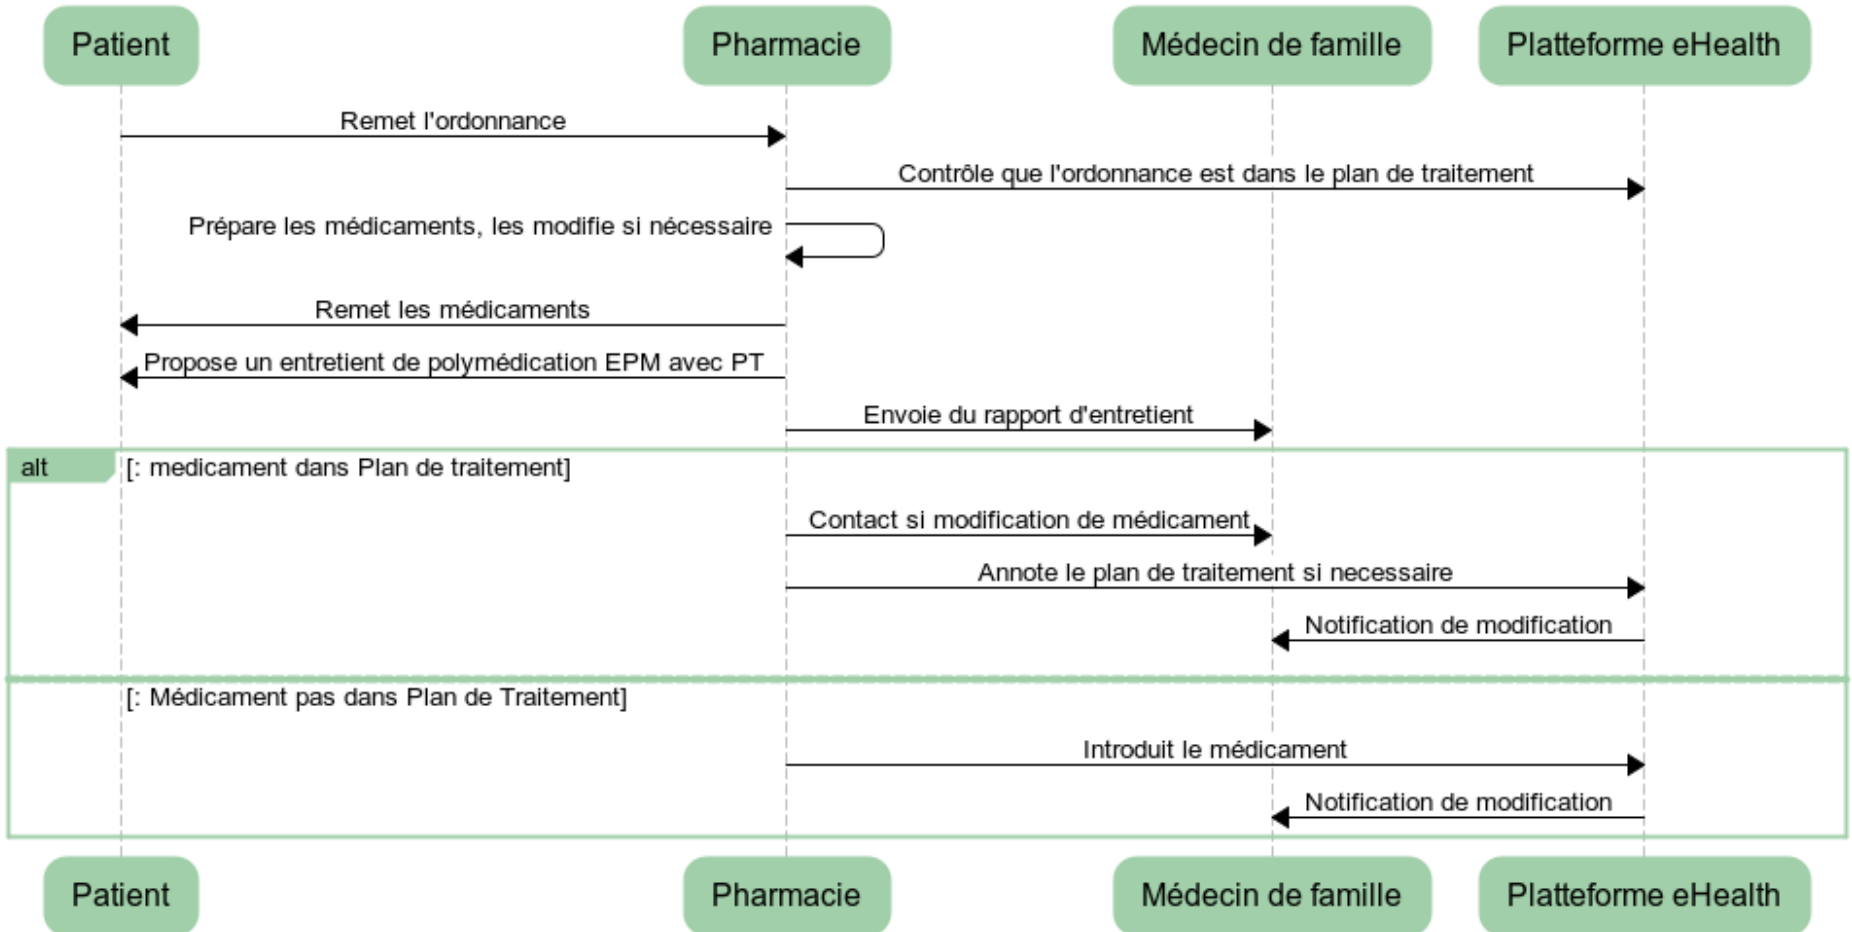 Patient
Pharmacie
Médecin de famille
Platteforme eHealth
Remet l'ordonnance
Contrôle que l'ordonnance est dans le plan de traitement
Prépare les médicaments, les modifie si nécessaire
Remet les médicaments
Propose un entretient de polymédication EPM avec PT
Envoie du rapport d'entretient
alt
[: medicament dans Plan de traitement]
Contact si modification de médicament
Annote le plan de traitement si necessaire
Notification de modification
[: Médicament pas dans Plan de Traitement]
Introduit le médicament
Notification de modification
Patient
Pharmacie
Médecin de famille
Platteforme eHealth